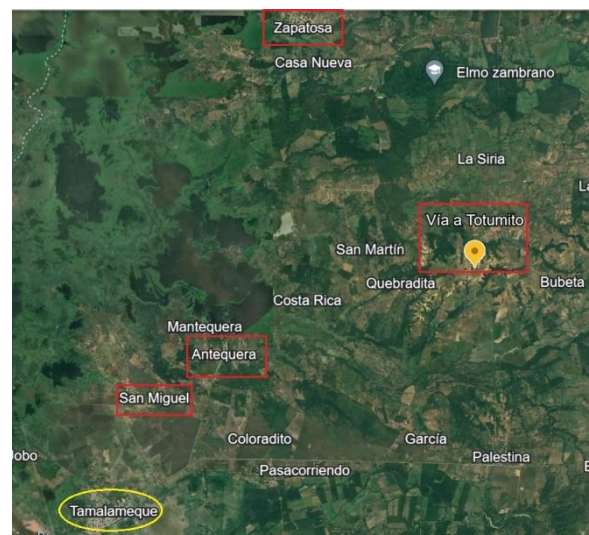 Zapatosa
Casa Nueva
Elmo zambrano
La Siria
Vía a Totumito
San Martín
Quebradita
Bubeta
Costa Rica
Mantequera
Antequera
San Miguel
Coloradito
García
Palestina
lobo
Pasacorriendo
Tamalameque